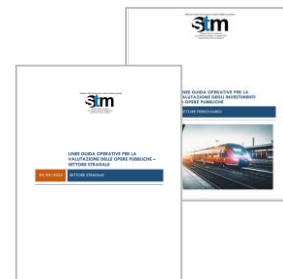 Stm
LINEE GUIDA OPERATIVE PER LA
VALUTAZIONE DEGLI INVESTIMENTI
OPERE PUBBLICHE
SETTORE FERROVIARIO
Stm
LINEE GUIDA OPERATIVE PER LA
VALUTAZIONE DELLE OPERE PUBBLICHE –
SETTORE STRADALE
SETTORE STRADALE